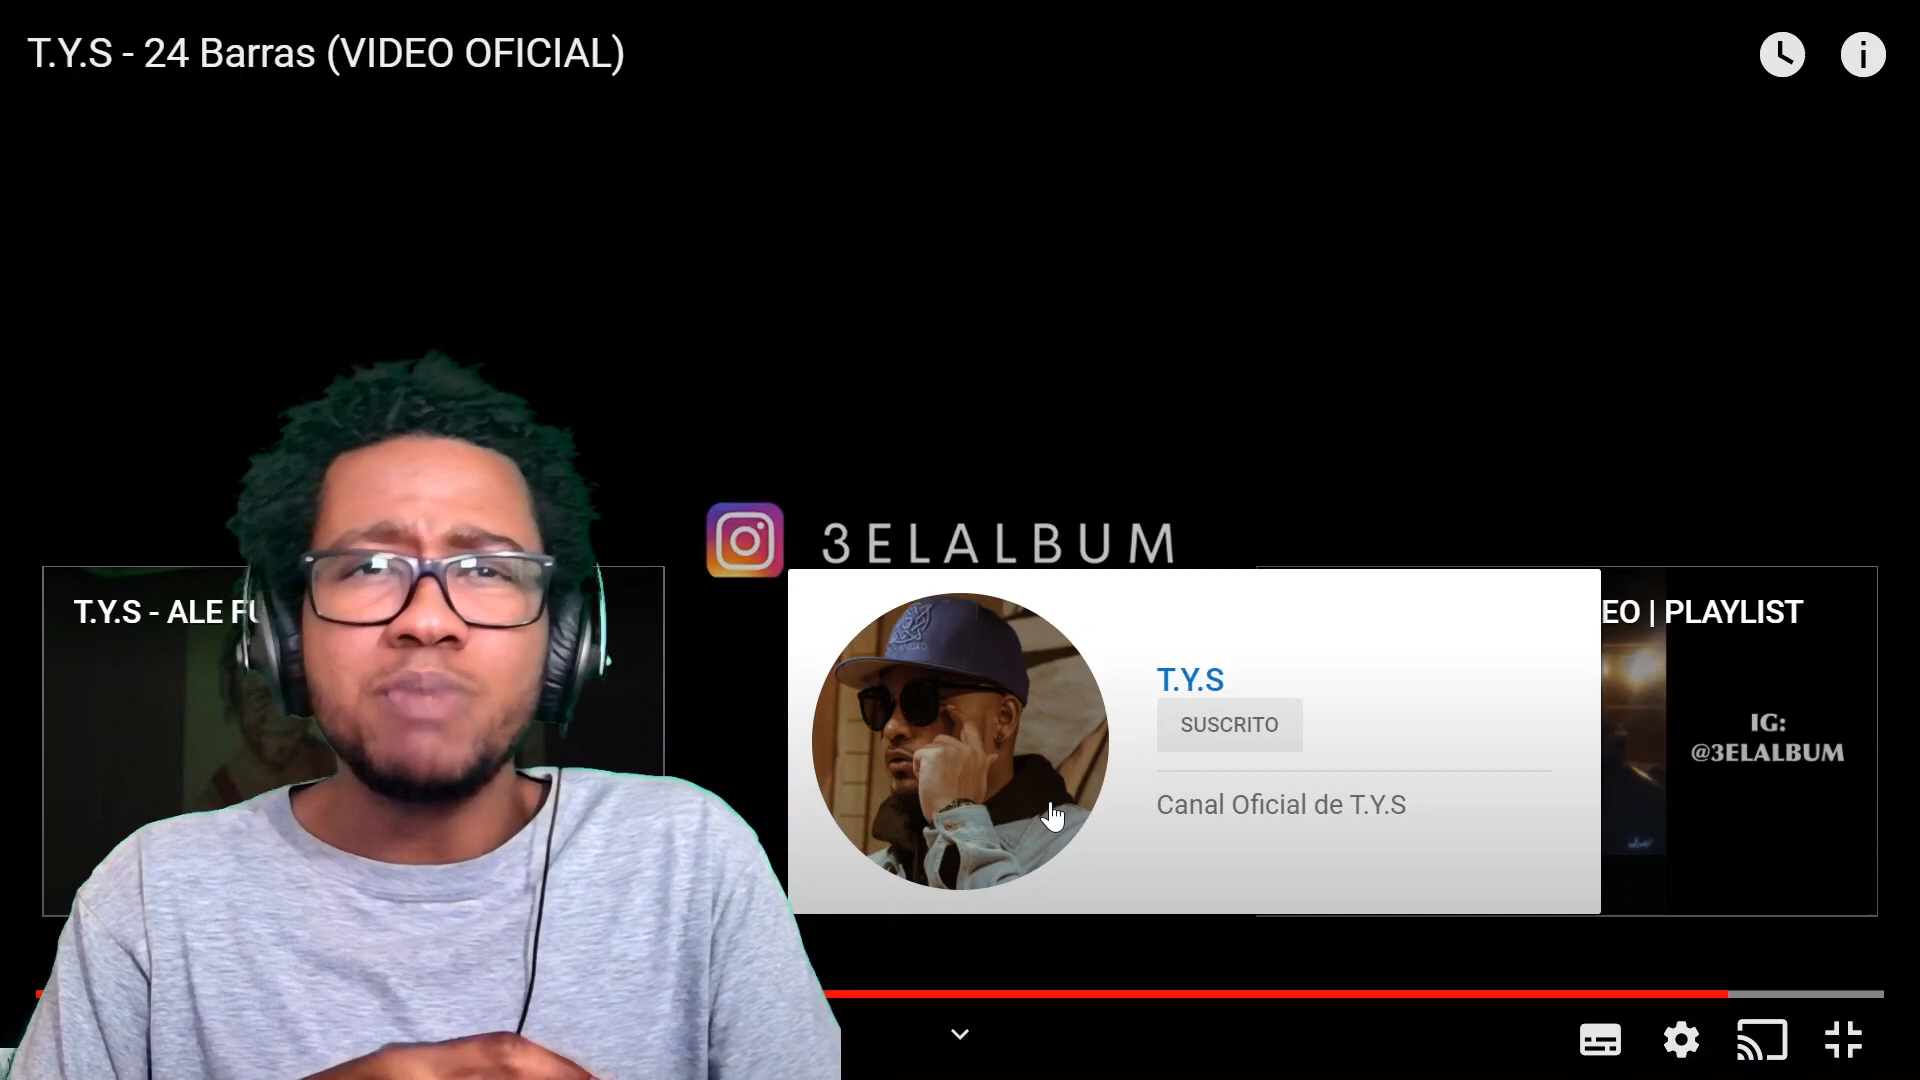 T.Y.S - 24 Barras (VIDEO OFICIAL)
3ELALBUM
T.Y.S - ALE
EO | PLAYLIST
T.Y.S
SUSCRITO
Canal Oficial de T.Y.S
IG:
@3ELALBUM